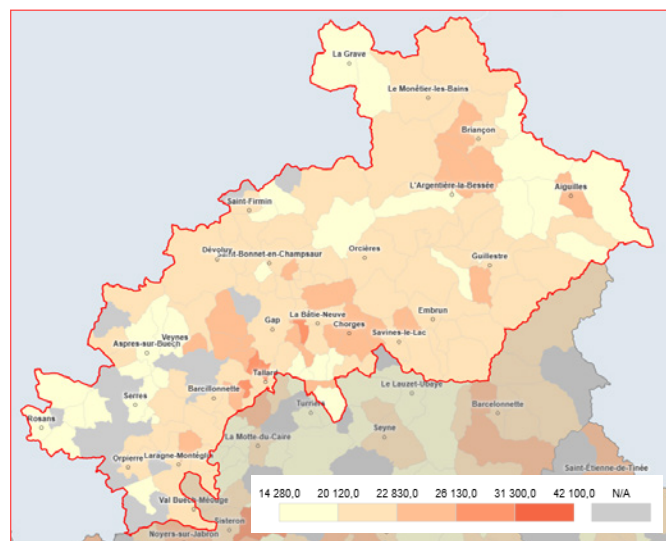 La Grave
Le Monêtier-les-Bains
Briançon
L'Argentière-la-Bessée
Aiguilles
Saint-Firmin
Dévoluy
Saint-Bonnet-en-Champsaur
Orcières
Guillestre
La Bâtie-Neuve
Gap
Chorges
Embrun
Savines-le-Lac
Veynes
Aspres-sur-Buëch
Tallard
Barcillonnette
Serres
Le Lauzet-Ubaye
Turriers
Barcelonnette
Rosans
Seyne
La Motte-du-Caire
Orpierre
Laragne-Montéglin
Saint-Étienne-de-Tinée
Val Buëch-Méouge
Sisteron
Noyers-sur-Jabron
14 280,0 20 120,0 22 830,0 26 130,0 31 300,0 42 100,0 N/A